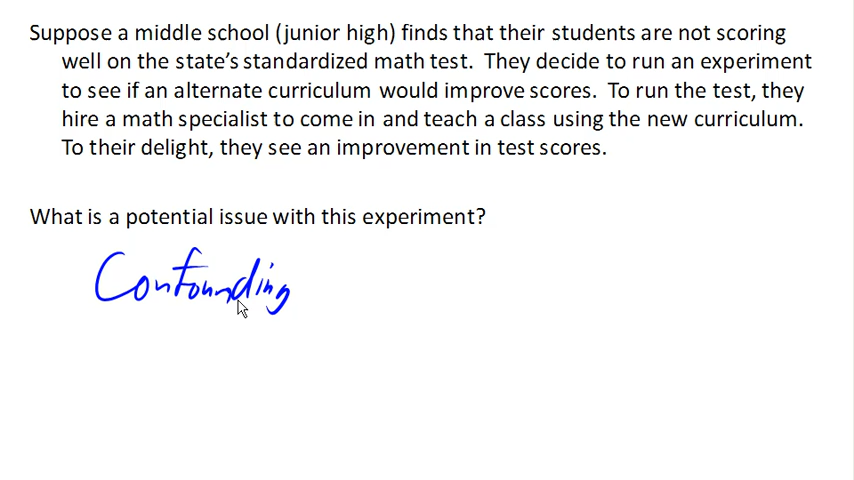 Suppose a middle school (junior high) finds that their students are not scoring
well on the state's standardized math test. They decide to run an experiment
to see if an alternate curriculum would improve scores. To run the test, they
hire a math specialist to come in and teach a class using the new curriculum.
To their delight, they see an improvement in test scores.
What is a potential issue with this experiment?
Confounding